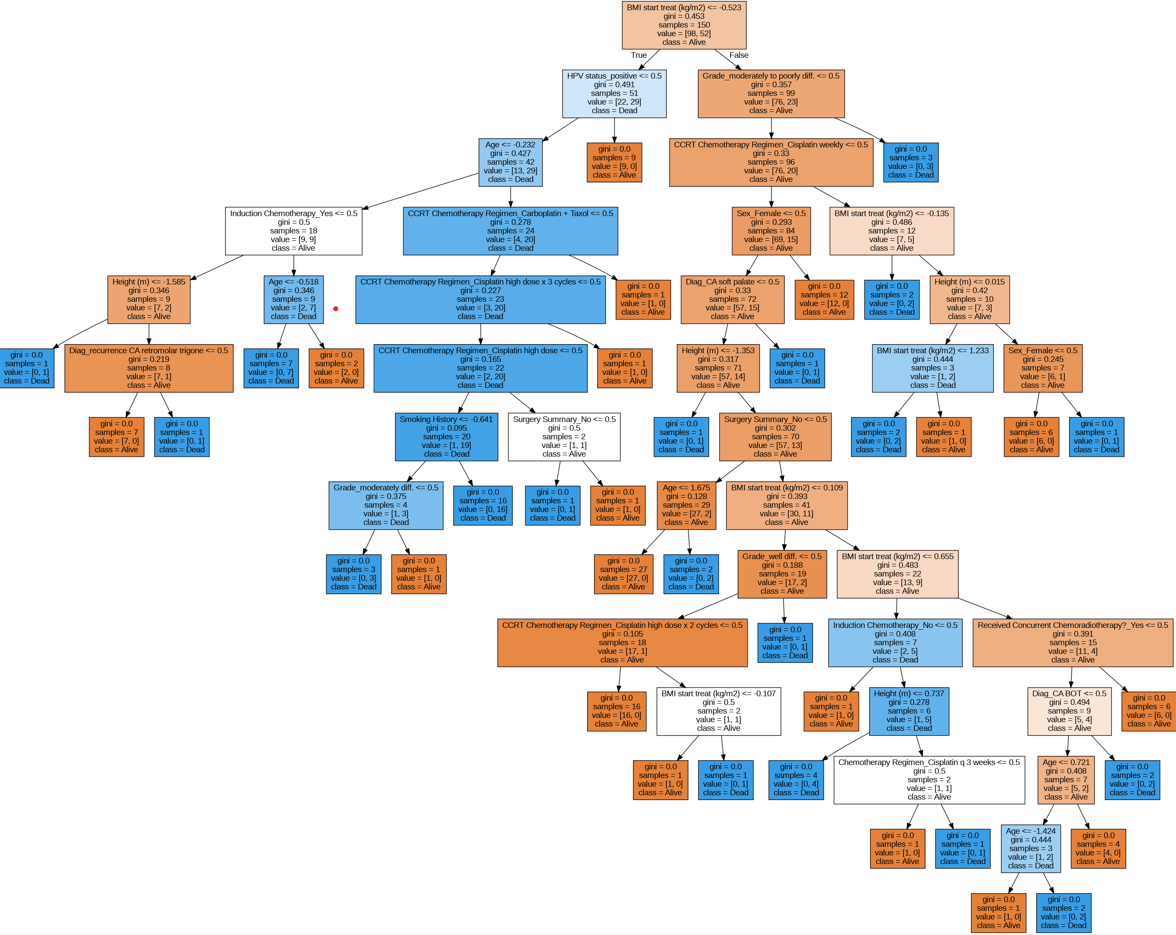 BMI start treat (kg/m2) <= -0.523
gini = 0.453
samples = 150
value = [98, 52]
class = Alive
True
False
HPV status_positive <= 0.5
gini = 0.491
samples = 51
value = [22, 29]
class = Dead
Grade_moderately to poorly diff. <= 0.5
gini = 0.357
samples = 99
value = [76, 23]
class = Alive
Age <= -0.232
gini = 0.427
samples = 42
value = [13, 29]
class = Dead
gini = 0.0
samples = 9
value = [9, 0]
class = Alive
CCRT Chemotherapy Regimen_Cisplatin weekly <= 0.5
gini = 0.33
samples = 96
value = [76, 20]
class = Alive
gini = 0.0
samples = 3
value = [0, 3]
class = Dead
Induction Chemotherapy_Yes <= 0.5
gini = 0.5
samples = 18
value = [9, 9]
class = Alive
CCRT Chemotherapy Regimen_Carboplatin + Taxol <= 0.5
gini = 0.278
samples = 24
value = [4, 20]
class = Dead
Sex_Female <= 0.5
gini = 0.293
samples = 84
value = [69, 15]
class = Alive
BMI start treat (kg/m2) <= -0.135
gini = 0.486
samples = 12
value = [7, 5]
class = Alive
Height (m) <= -1.585
gini = 0.346
samples = 9
value = [7, 2]
class = Alive
Age <= -0.518
gini = 0.346
samples = 9
value = [2, 7]
class = Dead
CCRT Chemotherapy Regimen_Cisplatin high dose x 3 cycles <= 0.5
gini = 0.227
samples = 23
value = [3, 20]
class = Dead
gini = 0.0
samples = 1
value = [1, 0]
class = Alive
Diag_CA soft palate <= 0.5
gini = 0.33
samples = 72
value = [57, 15]
class = Alive
gini = 0.0
samples = 12
value = [12, 0]
class = Alive
gini = 0.0
samples = 2
value = [0, 2]
class = Dead
Height (m) <= 0.015
gini = 0.42
samples = 10
value = [7, 3]
class = Alive
gini = 0.0
samples = 1
value = [0, 1]
class = Dead
Diag_recurrence CA retromolar trigone <= 0.5
gini = 0.219
samples = 8
value = [7, 1]
class = Alive
gini = 0.0
samples = 7
value = [0, 7]
class = Dead
gini = 0.0
samples = 2
value = [2, 0]
class = Alive
CCRT Chemotherapy Regimen_Cisplatin high dose <= 0.5
gini = 0.165
samples = 22
value = [2, 20]
class = Dead
gini = 0.0
samples = 1
value = [1, 0]
class = Alive
Height (m) <= -1.353
gini = 0.317
samples = 71
value = [57, 14]
class = Alive
gini = 0.0
samples = 1
value = [0, 1]
class = Dead
BMI start treat (kg/m2) <= 1.233
gini = 0.444
samples = 3
value = [1, 2]
class = Dead
Sex_Female <= 0.5
gini = 0.245
samples = 7
value = [6, 1]
class = Alive
gini = 0.0
samples = 7
value = [7, 0]
class = Alive
gini = 0.0
samples = 1
value = [0, 1]
class = Dead
Smoking History <= -0.641
gini = 0.095
samples = 20
value = [1, 19]
class = Dead
Surgery Summary_No <= 0.5
gini = 0.5
samples = 2
value = [1, 1]
class = Alive
gini = 0.0
samples = 1
value = [0, 1]
class = Dead
Surgery Summary_No <= 0.5
gini = 0.302
samples = 70
value = [57, 13]
class = Alive
gini = 0.0
samples = 2
value = [0, 2]
class = Dead
gini = 0.0
samples = 1
value = [1, 0]
class = Alive
gini = 0.0
samples = 6
value = [6, 0]
class = Alive
gini = 0.0
samples = 1
value = [0, 1]
class = Dead
Grade_moderately diff. <= 0.5
gini = 0.375
samples = 4
value = [1, 3]
class = Dead
gini = 0.0
samples = 16
value = [0, 16]
class = Dead
gini = 0.0
samples = 1
value = [0, 1]
class = Dead
gini = 0.0
samples = 1
value = [1, 0]
class = Alive
Age <= 1.675
gini = 0.128
samples = 29
value = [27, 2]
class = Alive
BMI start treat (kg/m2) <= 0.109
gini = 0.393
samples = 41
value = [30, 11]
class = Alive
gini = 0.0
samples = 3
value = [0, 3]
class = Dead
gini = 0.0
samples = 1
value = [1, 0]
class = Alive
gini = 0.0
samples = 27
value = [27, 0]
class = Alive
gini = 0.0
samples = 2
value = [0, 2]
class = Dead
Grade_well diff. <= 0.5
gini = 0.188
samples = 19
value = [17, 2]
class = Alive
BMI start treat (kg/m2) <= 0.655
gini = 0.483
samples = 22
value = [13, 9]
class = Alive
CCRT Chemotherapy Regimen_Cisplatin high dose x 2 cycles <= 0.5
gini = 0.105
samples = 18
value = [17, 1]
class = Alive
gini = 0.0
samples = 1
value = [0, 1]
class = Dead
Induction Chemotherapy_No <= 0.5
gini = 0.408
samples = 7
value = [2, 5]
class = Dead
Received Concurrent Chemoradiotherapy?_Yes <= 0.5
gini = 0.391
samples = 15
value = [11, 4]
class = Alive
gini = 0.0
samples = 16
value = [16, 0]
class = Alive
BMI start treat (kg/m2) <= -0.107
gini = 0.5
samples = 2
value = [1, 1]
class = Alive
gini = 0.0
samples = 1
value = [1, 0]
class = Alive
Height (m) <= 0.737
gini = 0.278
samples = 6
value = [1, 5]
class = Dead
Diag_CA BOT <= 0.5
gini = 0.494
samples = 9
value = [5, 4]
class = Alive
gini = 0.0
samples = 6
value = [6, 0]
class = Alive
gini = 0.0
samples = 1
value = [1, 0]
class = Alive
gini = 0.0
samples = 1
value = [0, 1]
class = Dead
gini = 0.0
samples = 4
value = [0, 4]
class = Dead
Chemotherapy Regimen_Cisplatin q 3 weeks <= 0.5
gini = 0.5
samples = 2
value = [1, 1]
class = Alive
Age <= 0.721
gini = 0.408
samples = 7
value = [5, 2]
class = Alive
gini = 0.0
samples = 2
value = [0, 2]
class = Dead
gini = 0.0
samples = 1
value = [1, 0]
class = Alive
gini = 0.0
samples = 1
value = [0, 1]
class = Dead
Age <= -1.424
gini = 0.444
samples = 3
value = [1, 2]
class = Dead
gini = 0.0
samples = 4
value = [4, 0]
class = Alive
gini = 0.0
samples = 1
value = [1, 0]
class = Alive
gini = 0.0
samples = 2
value = [0, 2]
class = Dead